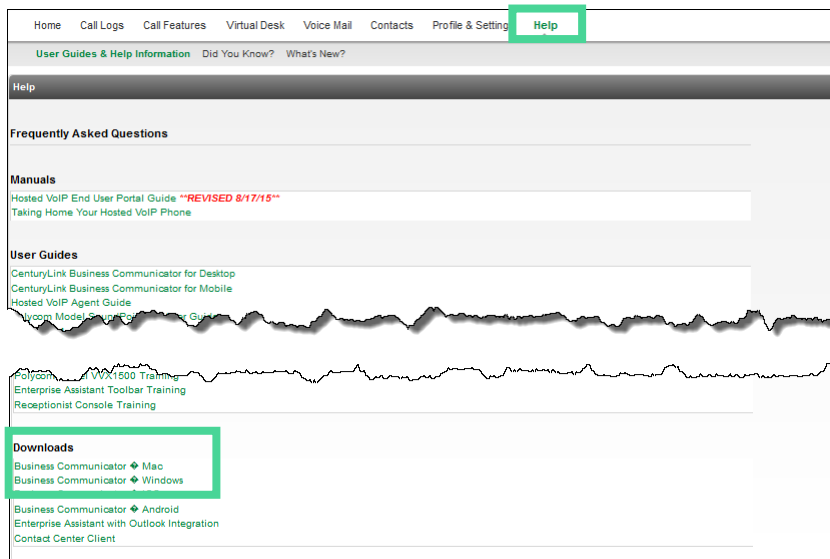 Home Call Logs Call Features Virtual Desk Voice Mail Contacts Profile & Setting Help
User Guides & Help Information Did You Know? What's New?
Help
Frequently Asked Questions
Manuals
Hosted VoIP End User Portal Guide **REVISED 8/17/15**
Taking Home Your Hosted VoIP Phone
User Guides
CenturyLink Business Communicator for Desktop
CenturyLink Business Communicator for Mobile
Hosted VoIP Agent Guide
Model
VVX1500 Training
Enterprise Assistant Toolbar Training
Receptionist Console Training
Downloads
Business Communicator � Mac
Business Communicator � Windows
Business Communicator � Android
Enterprise Assistant with Outlook Integration
Contact Center Client